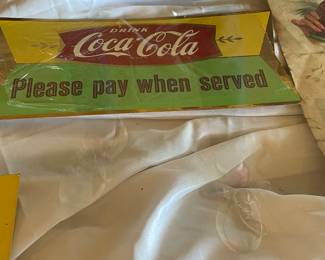 DRINK
Coca-Cola
Please pay when served